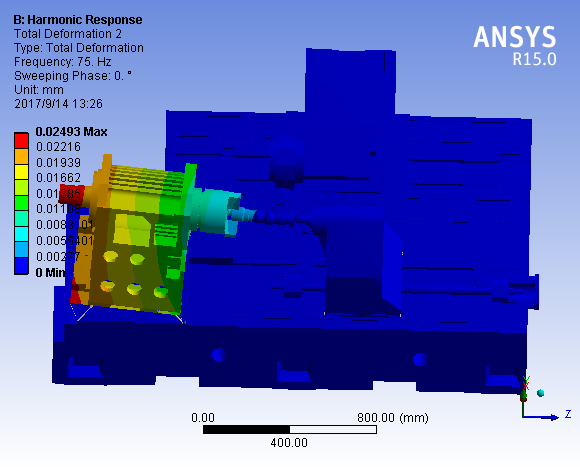 B: Harmonic Response
Total Deformation 2
Type: Total Deformation
Frequency: 75. Hz
Sweeping Phase: 0. °
Unit: mm
2017/9/14 13:26
ANSYS
R15.0
0.02493 Max
0.02216
0.01939
0.01662
0.00277
0 Min
0.00
800.00 (mm)
400.00
Z